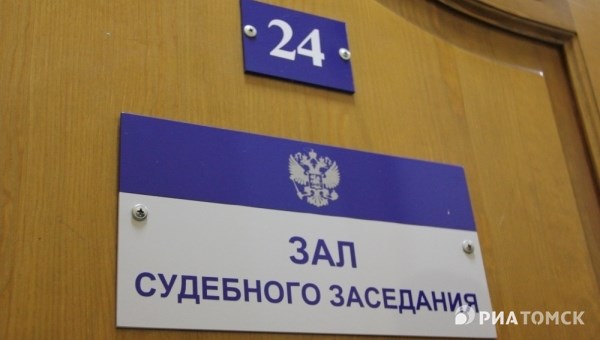 24
ЗАЛ
СУДЕБНОГО ЗАСЕДАНИЯ
РИАТОМСК